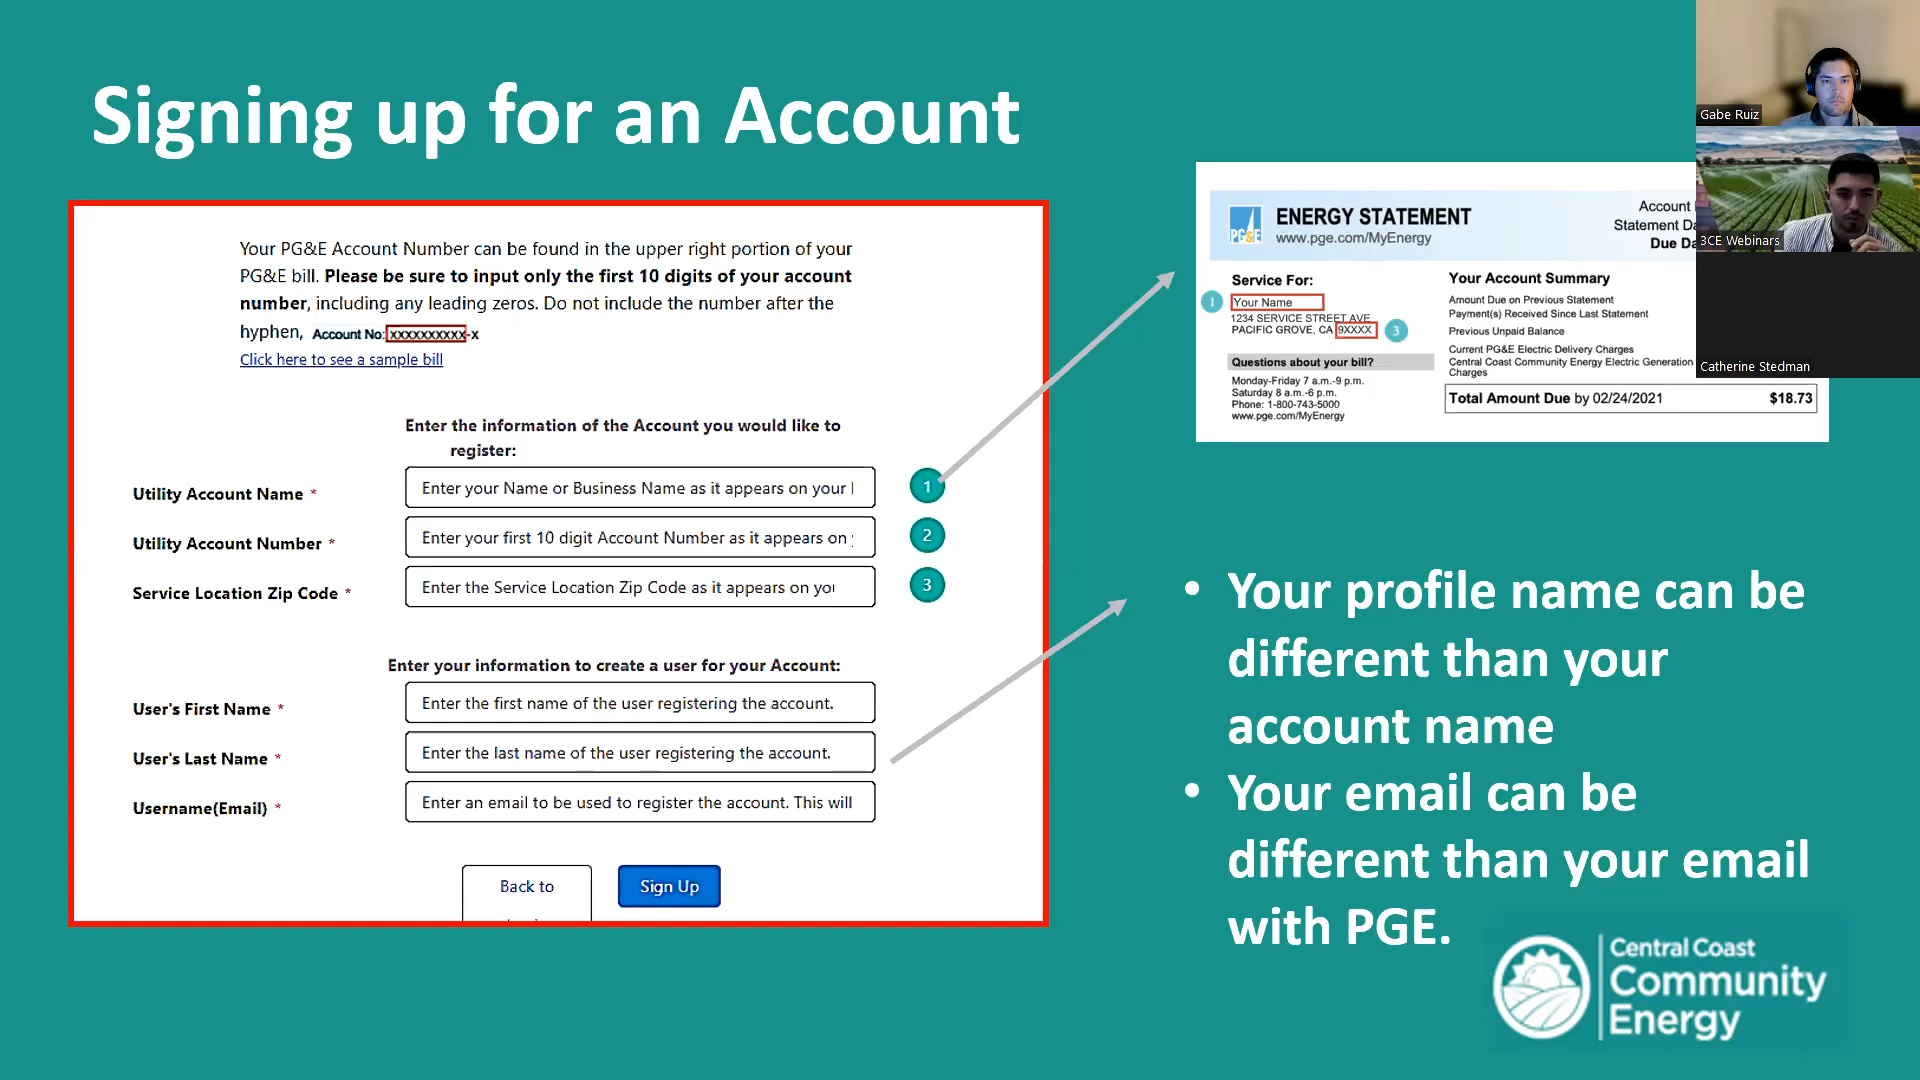 Signing up for an Account
Your PG&E Account Number can be found in the upper right portion of your
PG&E bill. Please be sure to input only the first 10 digits of your account
number, including any leading zeros. Do not include the number after the
hyphen, Account No: xxxxxxxxxx-x
Click here to see a sample bill
Enter the information of the Account you would like to
register:
Utility Account Name *
Enter your Name or Business Name as it appears on your
1
Utility Account Number *
Enter your first 10 digit Account Number as it appears on
2
Service Location Zip Code *
Enter the Service Location Zip Code as it appears on
3
Enter your information to create a user for your Account:
User's First Name *
Enter the first name of the user registering the account.
User's Last Name *
Enter the last name of the user registering the account.
Username(Email) *
Enter an email to be used to register the account. This will
Back to
Sign Up
PG&E
ENERGY STATEMENT
www.pge.com/MyEnergy
Account
Statement
Due
Service For:
1
Your Name
1234 SERVICE STREET AVE
PACIFIC GROVE, CA 9XXXX
3
Questions about your bill?
Monday-Friday 7 a.m.-9 p.m.
Saturday 8 a.m.-6 p.m.
Phone: 1-800-743-5000
www.pge.com/MyEnergy
Your Account Summary
Amount Due on Previous Statement
Payment(s) Received Since Last Statement
Previous Unpaid Balance
Current PG&E Electric Delivery Charges
Central Coast Community Energy Electric Generation
Charges
Total Amount Due by 02/24/2021 $18.73
Gabe Ruiz
3CE Webinars
Catherine Stedman
• Your profile name can be
different than your
account name
• Your email can be
different than your email
with PGE.
Central Coast
Community
Energy